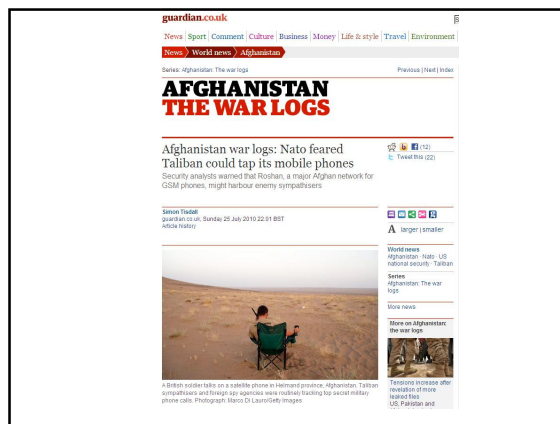 guardian.co.uk
News Sport Comment Culture Business Money Life & style Travel Environment
News World news Afghanistan
Series: Afghanistan: The war logs
Previous | Next | Index
AFGHANISTAN
THE WAR LOGS
Afghanistan war logs: Nato feared
Taliban could tap its mobile phones
Security analysts warned that Roshan, a major Afghan network for
GSM phones, might harbour enemy sympathisers
(12)
Tweet this (22)
Simon Tisdall
guardian.co.uk, Sunday 25 July 2010 22.01 BST
Article history
A larger | smaller
World news
Afghanistan · Nato · US
national security · Taliban
Series
Afghanistan: The war
logs
More news
More on Afghanistan:
the war logs
Tensions increase after
revelation of more
leaked files
US, Pakistan and
A British soldier talks on a satellite phone in Helmand province, Afghanistan. Taliban
sympathisers and foreign spy agencies were routinely tracking top secret military
phone calls. Photograph: Marco Di Lauro/Getty Images